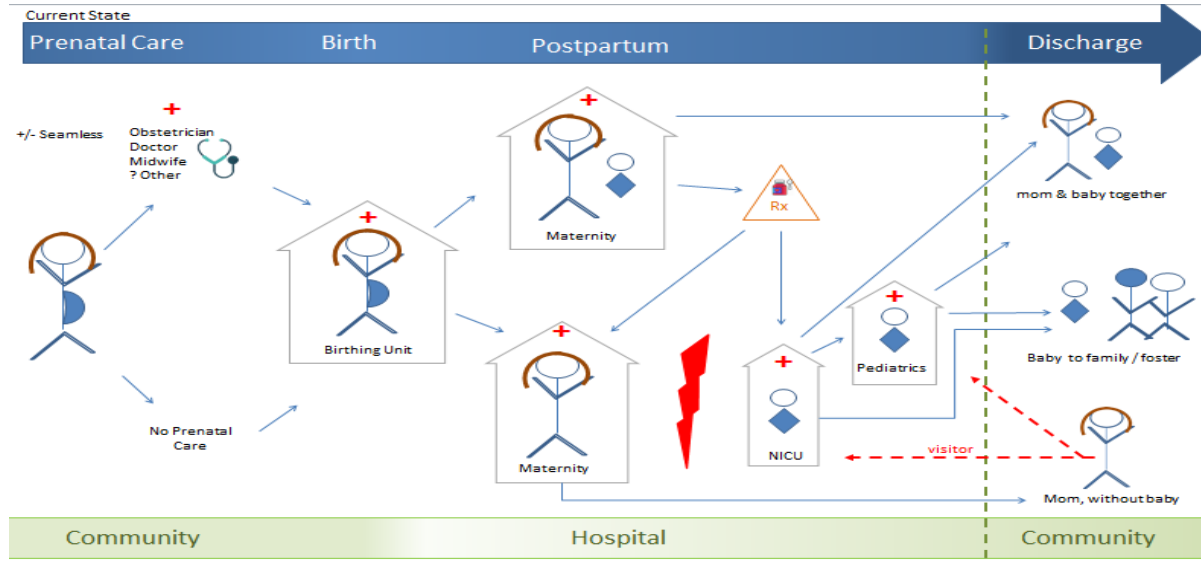 Current State
Prenatal Care
Birth
Postpartum
Discharge
+/- Seamless
Obstetrician
Doctor
Midwife
? Other
Maternity
Rx
mom & baby together
Birthing Unit
Pediatrics
Baby to family / foster
No Prenatal
Care
Maternity
NICU
visitor
Mom, without baby
Community
Hospital
Community